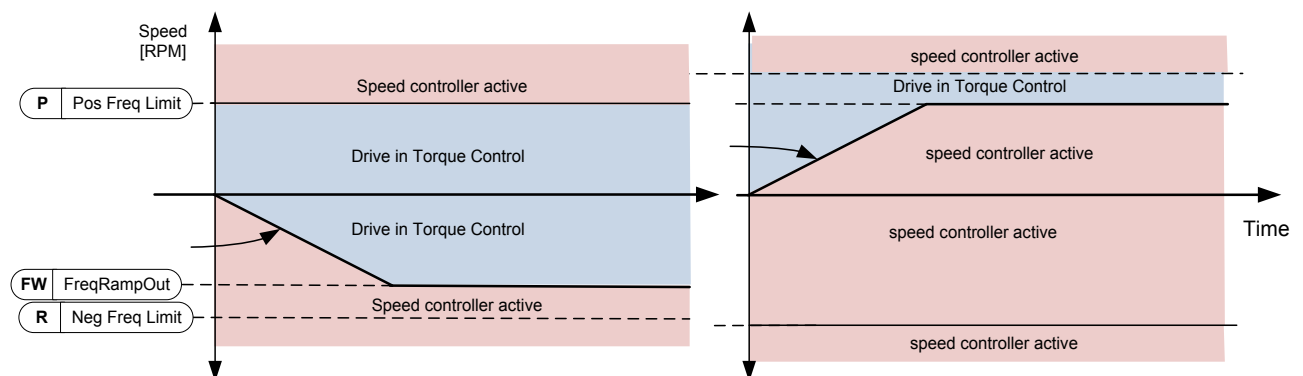 Speed
[RPM]
Speed controller active
P Pos Freq Limit
Drive in Torque Control
Drive in Torque Control
FW FreqRampOut
Speed controller active
R Neg Freq Limit
speed controller active
Drive in Torque Control
speed controller active
Time
speed controller active
speed controller active